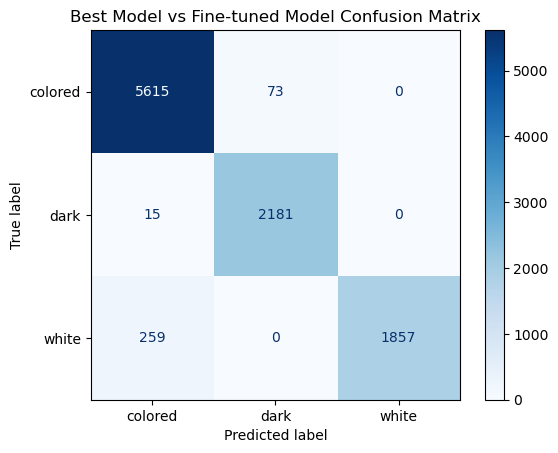 Best Model vs Fine-tuned Model Confusion Matrix
colored 5615 73 0
dark 15 2181 0
white 259 0 1857
colored dark white
Predicted label
True label
5000
4000
3000
2000
1000
0